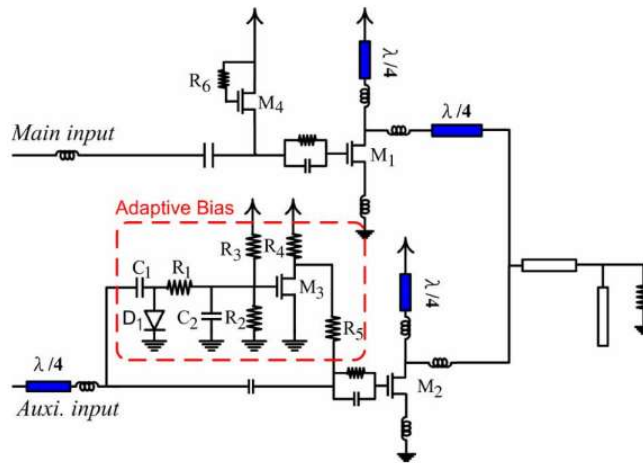 λ/4
R6
M4
λ/4
Main input
M1
Adaptive Bias
R3
R4
λ/4
C1
R1
M3
D1
C2
R2
R5
λ/4
M2
Auxi. input